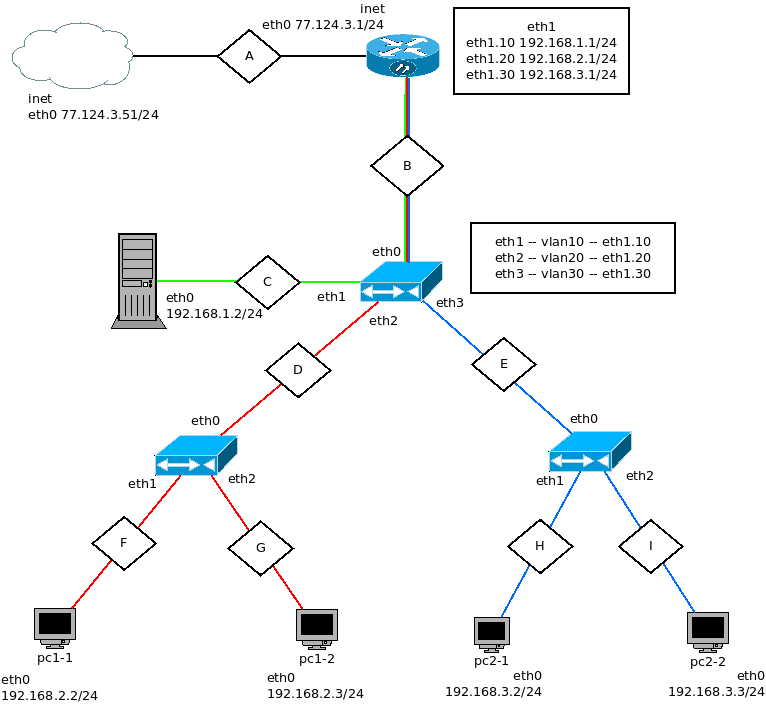 inet
eth0 77.124.3.1/24
eth1
eth1.10 192.168.1.1/24
eth1.20 192.168.2.1/24
eth1.30 192.168.3.1/24
A
inet
eth0 77.124.3.51/24
B
eth0
eth1 -- vlan10 -- eth1.10
eth2 -- vlan20 -- eth1.20
eth3 -- vlan30 -- eth1.30
C
eth0
192.168.1.2/24
eth1
eth3
eth2
D
E
eth0
eth0
eth1
eth2
eth1
eth2
F
G
H
I
pc1-1
pc1-2
pc2-1
pc2-2
eth0
192.168.2.2/24
eth0
192.168.2.3/24
eth0
192.168.3.2/24
eth0
192.168.3.3/24